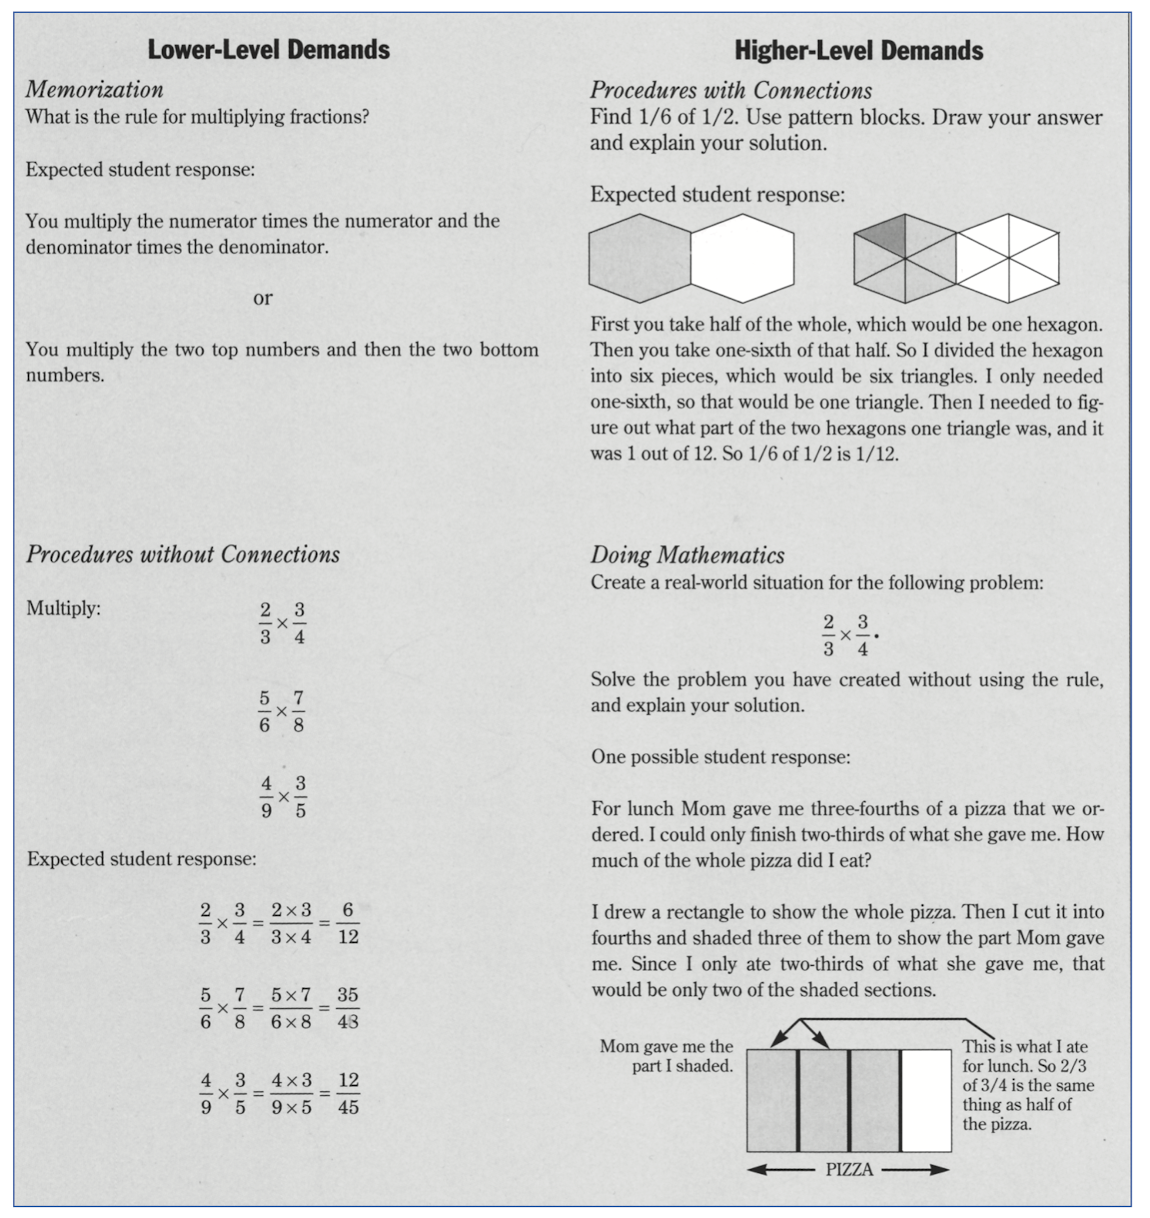 Lower-Level Demands
Memorization
What is the rule for multiplying fractions?
Expected student response:
You multiply the numerator times the numerator and the
denominator times the denominator.
or
You multiply the two top numbers and then the two bottom
numbers.
Procedures without Connections
Multiply:
2/3 × 3/4
5/6 × 7/8
4/9 × 3/5
Expected student response:
2/3 × 3/4 = 2×3/3×4 = 6/12
5/6 × 7/8 = 5×7/6×8 = 35/48
4/9 × 3/5 = 4×3/9×5 = 12/45
Higher-Level Demands
Procedures with Connections
Find 1/6 of 1/2. Use pattern blocks. Draw your answer
and explain your solution.
Expected student response:
First you take half of the whole, which would be one hexagon.
Then you take one-sixth of that half. So I divided the hexagon
into six pieces, which would be six triangles. I only needed
one-sixth, so that would be one triangle. Then I needed to fig-
ure out what part of the two hexagons one triangle was, and it
was 1 out of 12. So 1/6 of 1/2 is 1/12.
Doing Mathematics
Create a real-world situation for the following problem:
2/3 × 3/4 .
Solve the problem you have created without using the rule,
and explain your solution.
One possible student response:
For lunch Mom gave me three-fourths of a pizza that we or-
dered. I could only finish two-thirds of what she gave me. How
much of the whole pizza did I eat?
I drew a rectangle to show the whole pizza. Then I cut it into
fourths and shaded three of them to show the part Mom gave
me. Since I only ate two-thirds of what she gave me, that
would be only two of the shaded sections.
Mom gave me the
part I shaded.
This is what I ate
for lunch. So 2/3
of 3/4 is the same
thing as half of
the pizza.
PIZZA